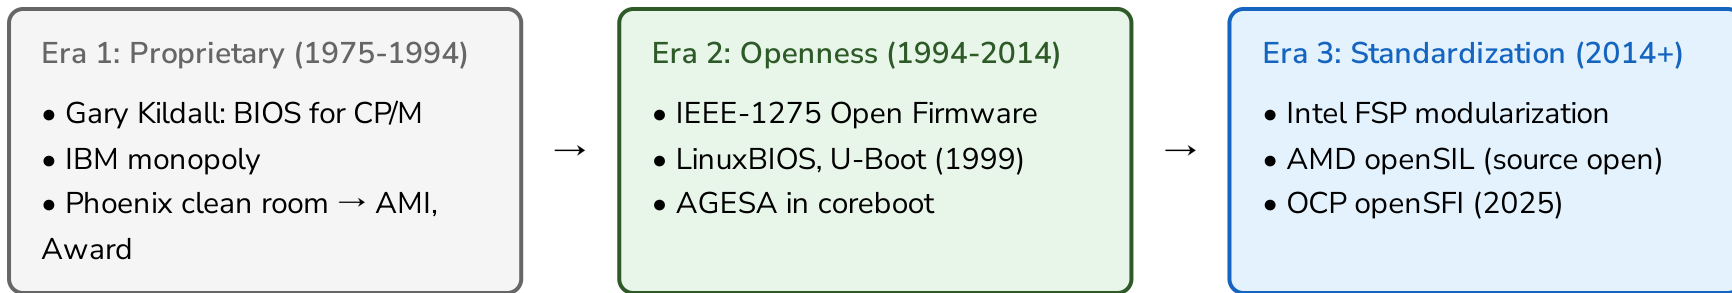 Era 1: Proprietary (1975-1994)
• Gary Kildall: BIOS for CP/M
• IBM monopoly
• Phoenix clean room → AMI,
Award
→
Era 2: Openness (1994-2014)
• IEEE-1275 Open Firmware
• LinuxBIOS, U-Boot (1999)
• AGESA in coreboot
→
Era 3: Standardization (2014+)
• Intel FSP modularization
• AMD openSIL (source open)
• OCP openSFI (2025)